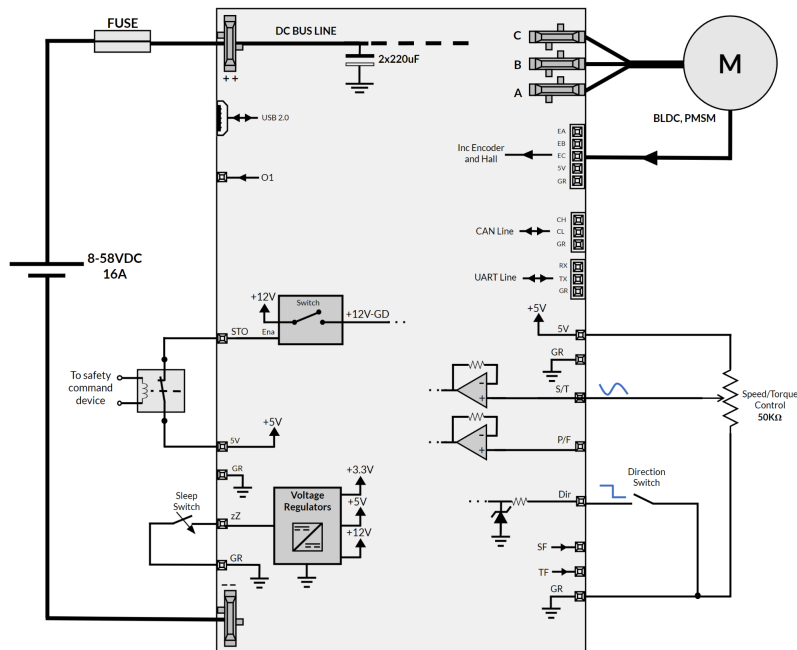 FUSE
DC BUS LINE
2x220uF
++
C
B
A
M
BLDC, PMSM
USB 2.0
O1
Inc Encoder
and Hall
EA
EB
EC
5V
GR
CAN Line
CH
CL
GR
UART Line
RX
TX
GR
8-58VDC
16A
+12V
Switch
+12V-GD
STO
Ena
To safety
command
device
5V
+5V
GR
Sleep
Switch
zZ
GR
Voltage
Regulators
+3.3V
+5V
+12V
--
+5V
5V
GR
S/T
P/F
Speed/Torque
Control
50KΩ
Direction
Switch
Dir
SF
TF
GR